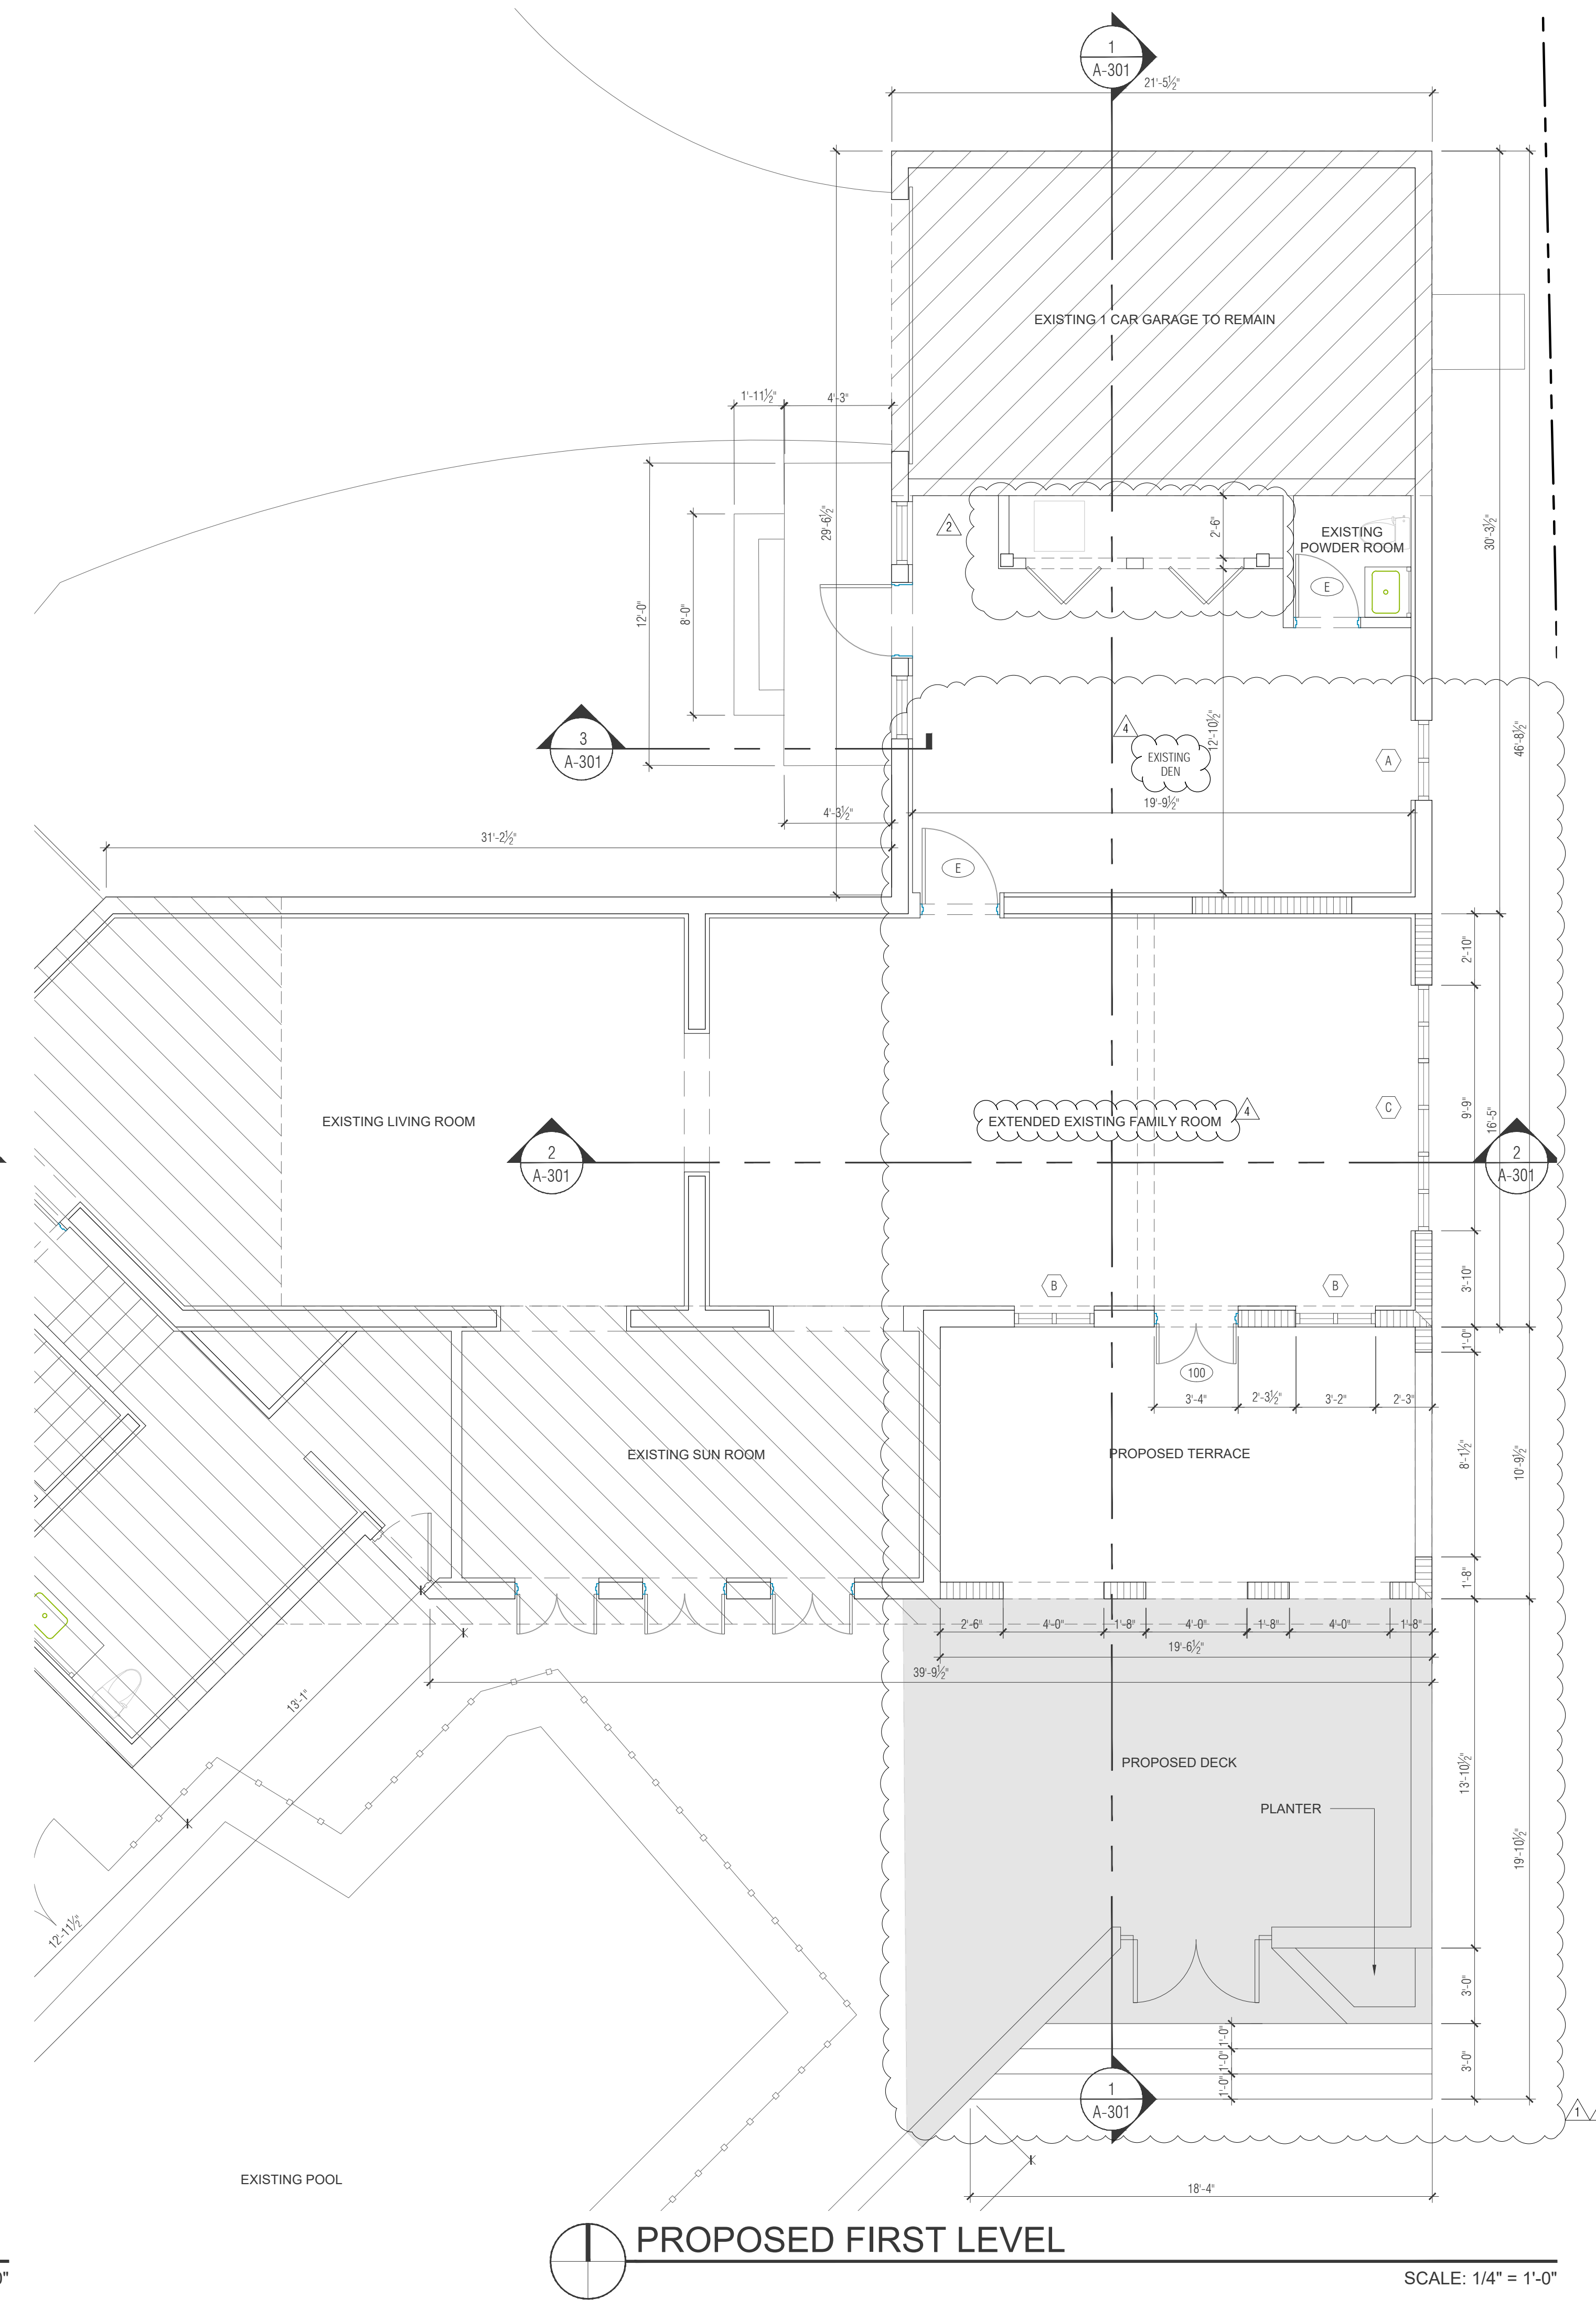 1
A-301
21'-5½"
EXISTING 1 CAR GARAGE TO REMAIN
1'-11½"
4'-3"
29'-6½"
30'-3½"
2
2'-6"
EXISTING
POWDER ROOM
E
12'-0"
8'-0"
3
A-301
4
EXISTING
DEN
12'-10½"
A
46'-8½"
19'-9½"
4'-3½"
31'-2½"
E
2'-10"
EXISTING LIVING ROOM
EXTENDED EXISTING FAMILY ROOM
4
C
9'-9"
16'-5"
2
A-301
2
A-301
B
B
3'-10"
1'-0"
100
3'-4"
2'-3½"
3'-2"
2'-3"
EXISTING SUN ROOM
PROPOSED TERRACE
8'-1½"
10'-9½"
1'-8"
2'-6"
4'-0"
1'-8"
4'-0"
1'-8"
4'-0"
1'-8"
19'-6½"
39'-9½"
13'-1"
PROPOSED DECK
13'-10½"
PLANTER
19'-10½"
12'-11½"
3'-0"
1'-0"
1'-0"
1'-0"
3'-0"
1
A-301
1
EXISTING POOL
18'-4"
PROPOSED FIRST LEVEL
0"
SCALE: 1/4" = 1'-0"